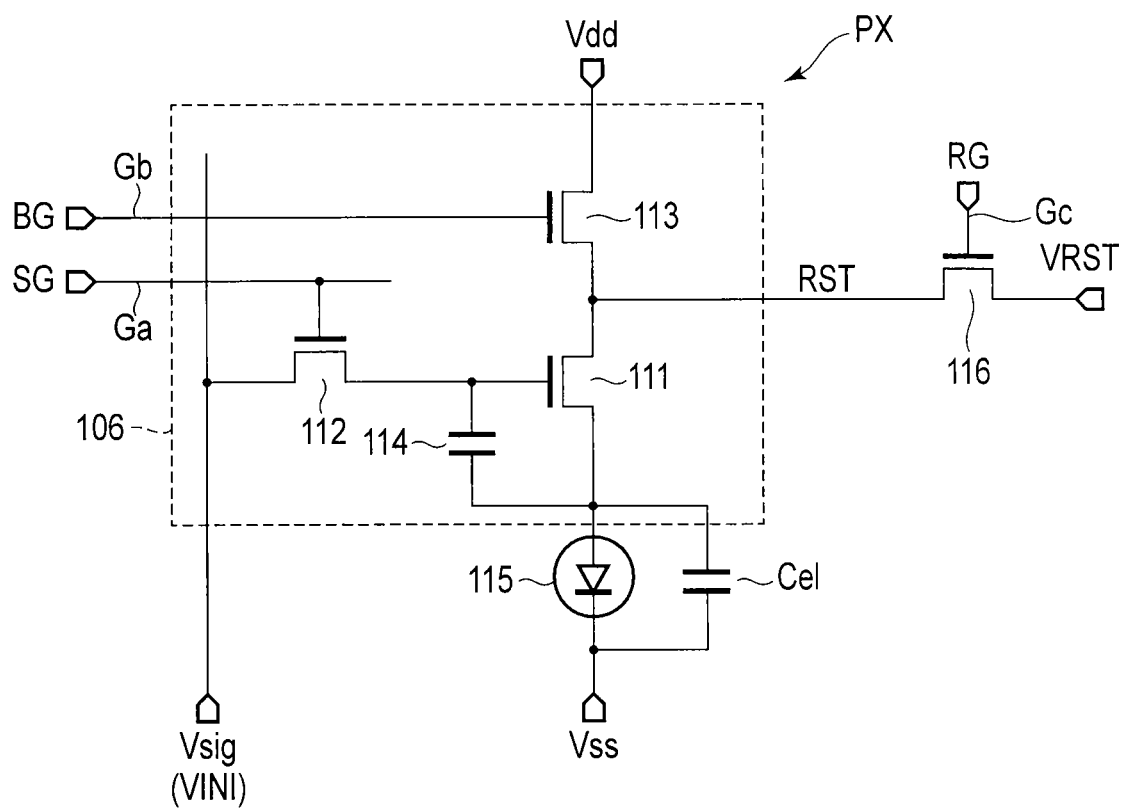 PX
Vdd
RG
Gb
BG
113
Gc
VRST
SG
RST
Ga
111
116
106
112
114
115
Cel
Vsig
(VINI)
Vss